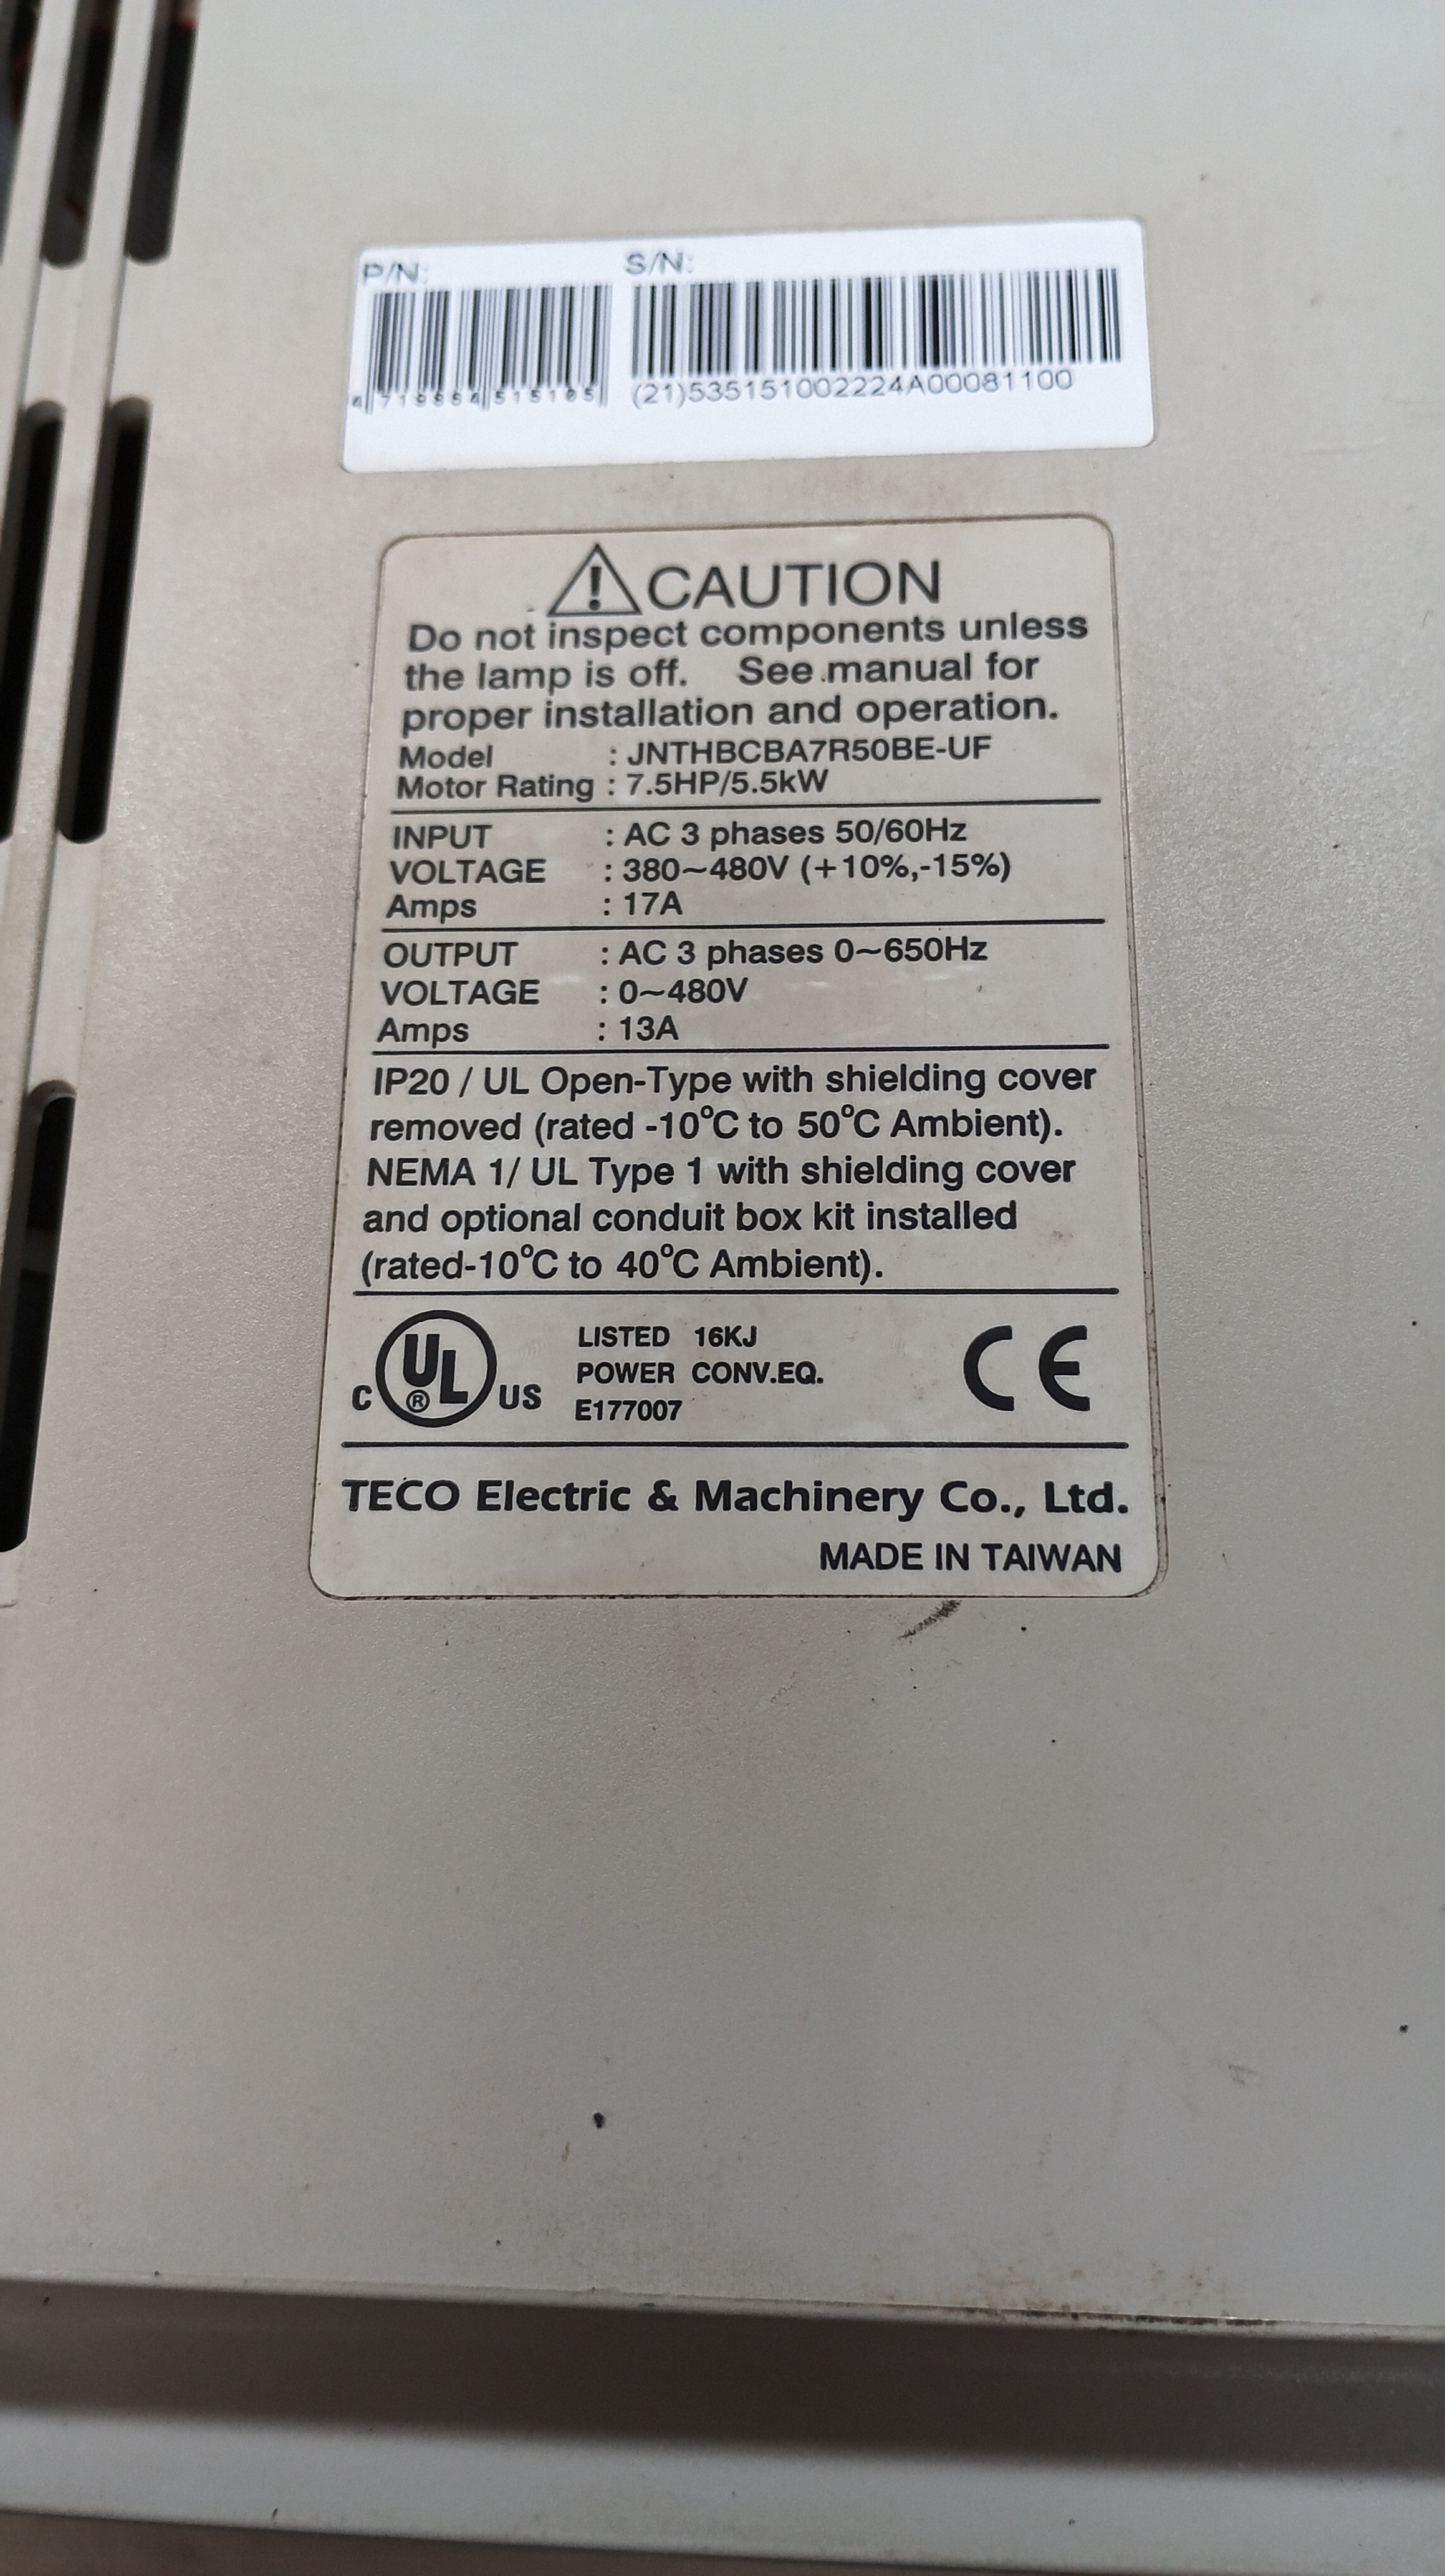 P/N:
S/N:
(21)535151002224A00081100
CAUTION
Do not inspect components unless
the lamp is off. See manual for
proper installation and operation.
Model : JNTHBCBA7R50BE-UF
Motor Rating : 7.5HP/5.5kW
INPUT : AC 3 phases 50/60Hz
VOLTAGE : 380~480V (+10%,-15%)
Amps : 17A
OUTPUT : AC 3 phases 0~650Hz
VOLTAGE : 0~480V
Amps : 13A
IP20 / UL Open-Type with shielding cover
removed (rated -10°C to 50°C Ambient).
NEMA 1/ UL Type 1 with shielding cover
and optional conduit box kit installed
(rated-10°C to 40°C Ambient).
C UL ® US
LISTED 16KJ
POWER CONV.EQ.
E177007
CE
TECO Electric & Machinery Co., Ltd.
MADE IN TAIWAN